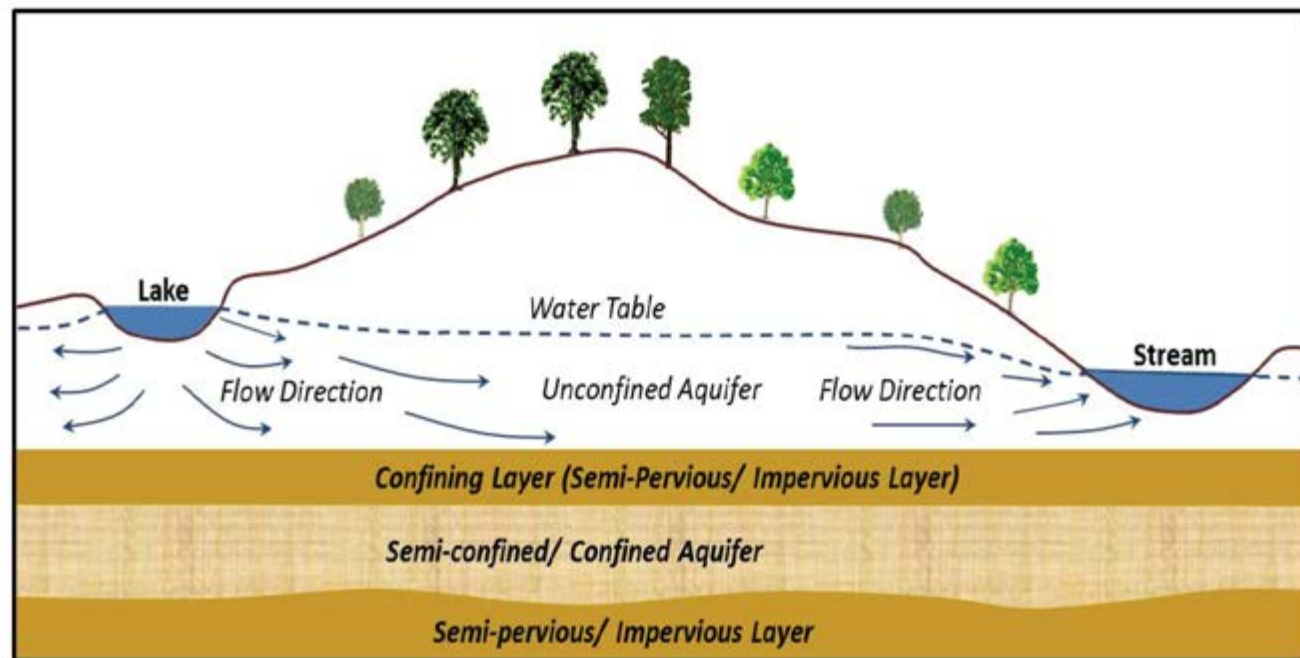 Lake
Water Table
Stream
Flow Direction
Unconfined Aquifer
Flow Direction
Confining Layer (Semi-Pervious/ Impervious Layer)
Semi-confined/ Confined Aquifer
Semi-pervious/ Impervious Layer